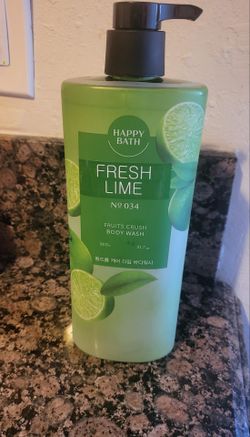 HAPPY
BATH
FRESH
LIME
Nº 034
FRUITS CRUSH
BODY WASH